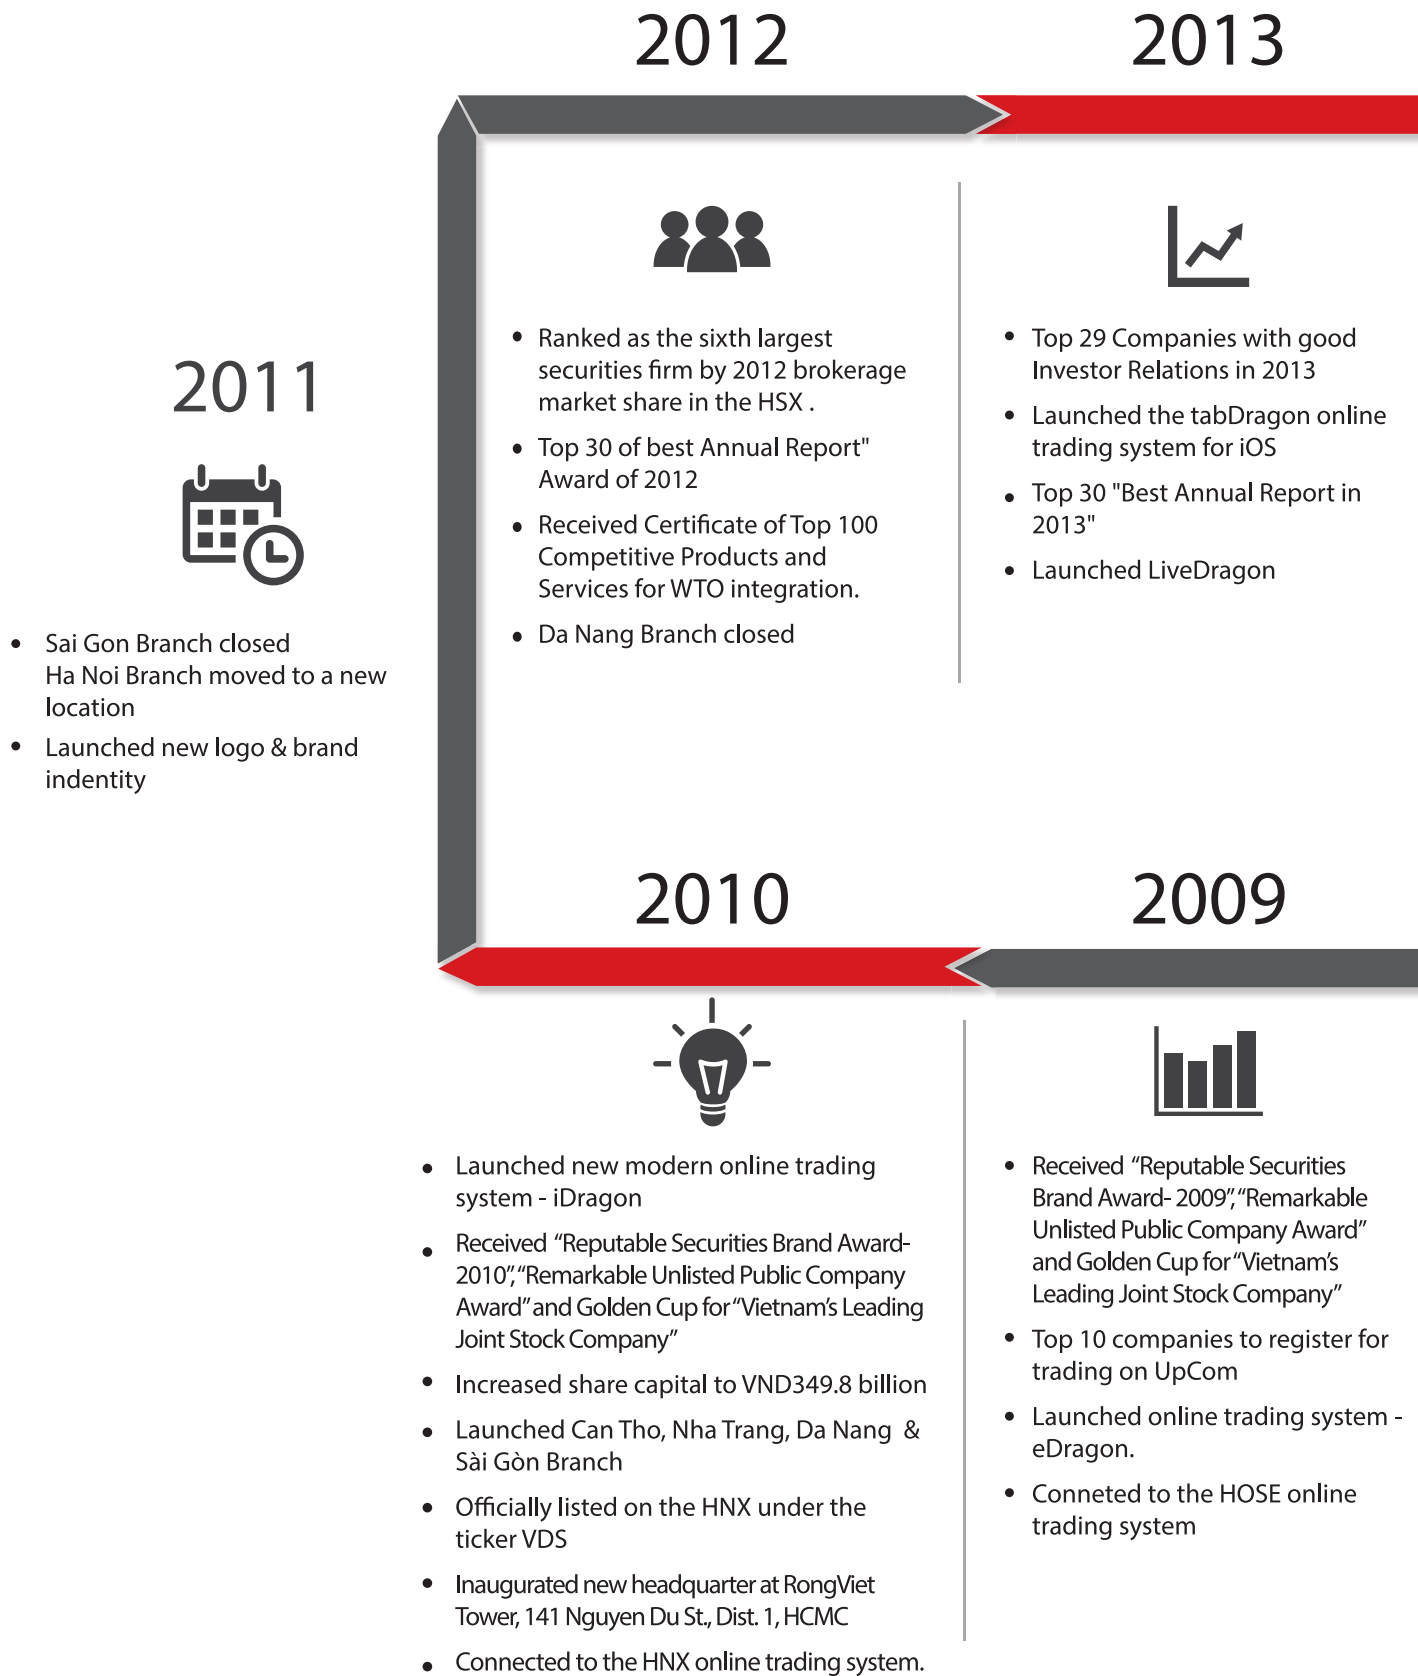 2012
Ranked as the sixth largest
securities firm by 2012 brokerage
market share in the HSX .
Top 30 of best Annual Report"
Award of 2012
Received Certificate of Top 100
Competitive Products and
Services for WTO integration.
Da Nang Branch closed
2013
Top 29 Companies with good
Investor Relations in 2013
Launched the tabDragon online
trading system for iOS
Top 30 "Best Annual Report in
2013"
Launched LiveDragon
2011
Sai Gon Branch closed
Ha Noi Branch moved to a new
location
Launched new logo & brand
indentity
2010
Launched new modern online trading
system - iDragon
Received “Reputable Securities Brand Award-
2010”, “Remarkable Unlisted Public Company
Award” and Golden Cup for “Vietnam’s Leading
Joint Stock Company”
Increased share capital to VND349.8 billion
Launched Can Tho, Nha Trang, Da Nang &
Sài Gòn Branch
Officially listed on the HNX under the
ticker VDS
Inaugurated new headquarter at RongViet
Tower, 141 Nguyen Du St., Dist. 1, HCMC
Connected to the HNX online trading system.
2009
Received “Reputable Securities
Brand Award- 2009”, “Remarkable
Unlisted Public Company Award”
and Golden Cup for “Vietnam’s
Leading Joint Stock Company”
Top 10 companies to register for
trading on UpCom
Launched online trading system -
eDragon.
Conneted to the HOSE online
trading system